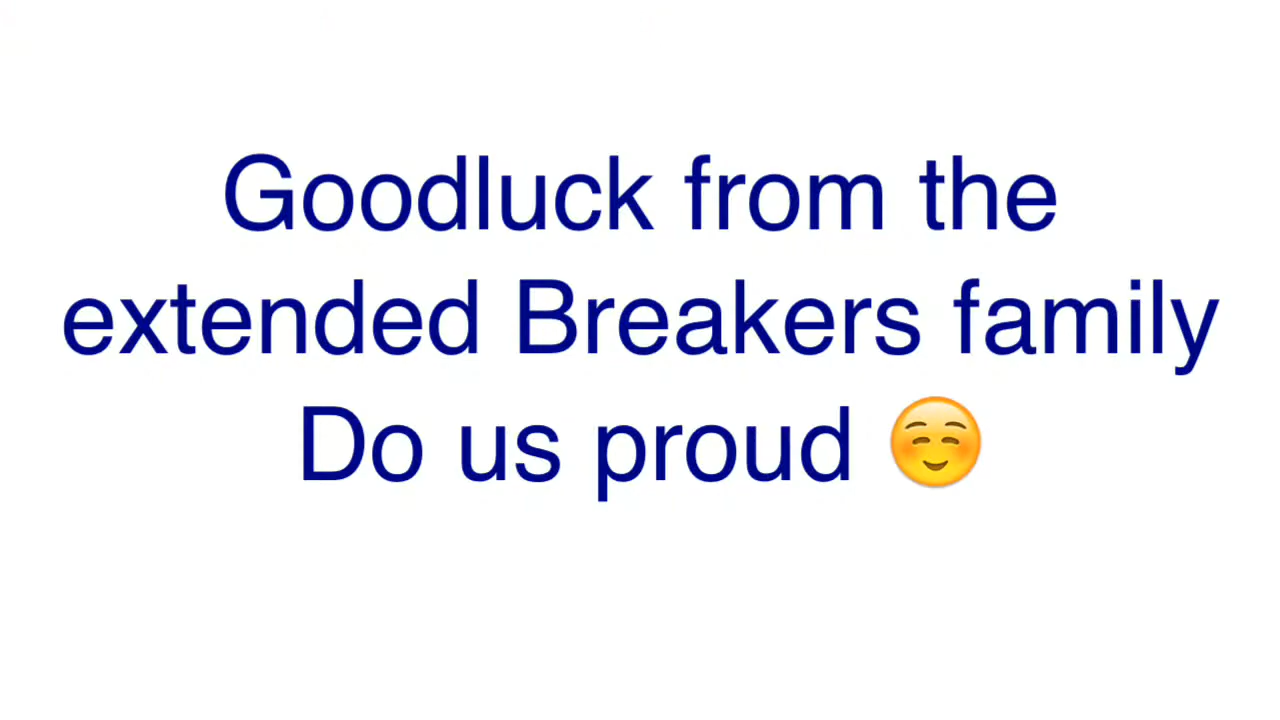 Goodluck from the
extended Breakers family
Do us proud ☺️